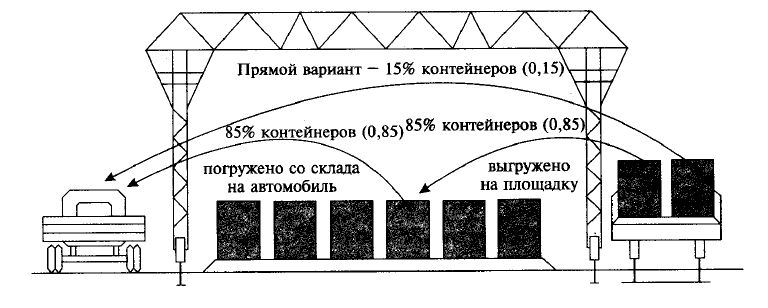 Прямой вариант – 15% контейнеров (0,15)
85% контейнеров (0,85)
погружено со склада
на автомобиль
85% контейнеров (0,85)
выгружено
на площадку